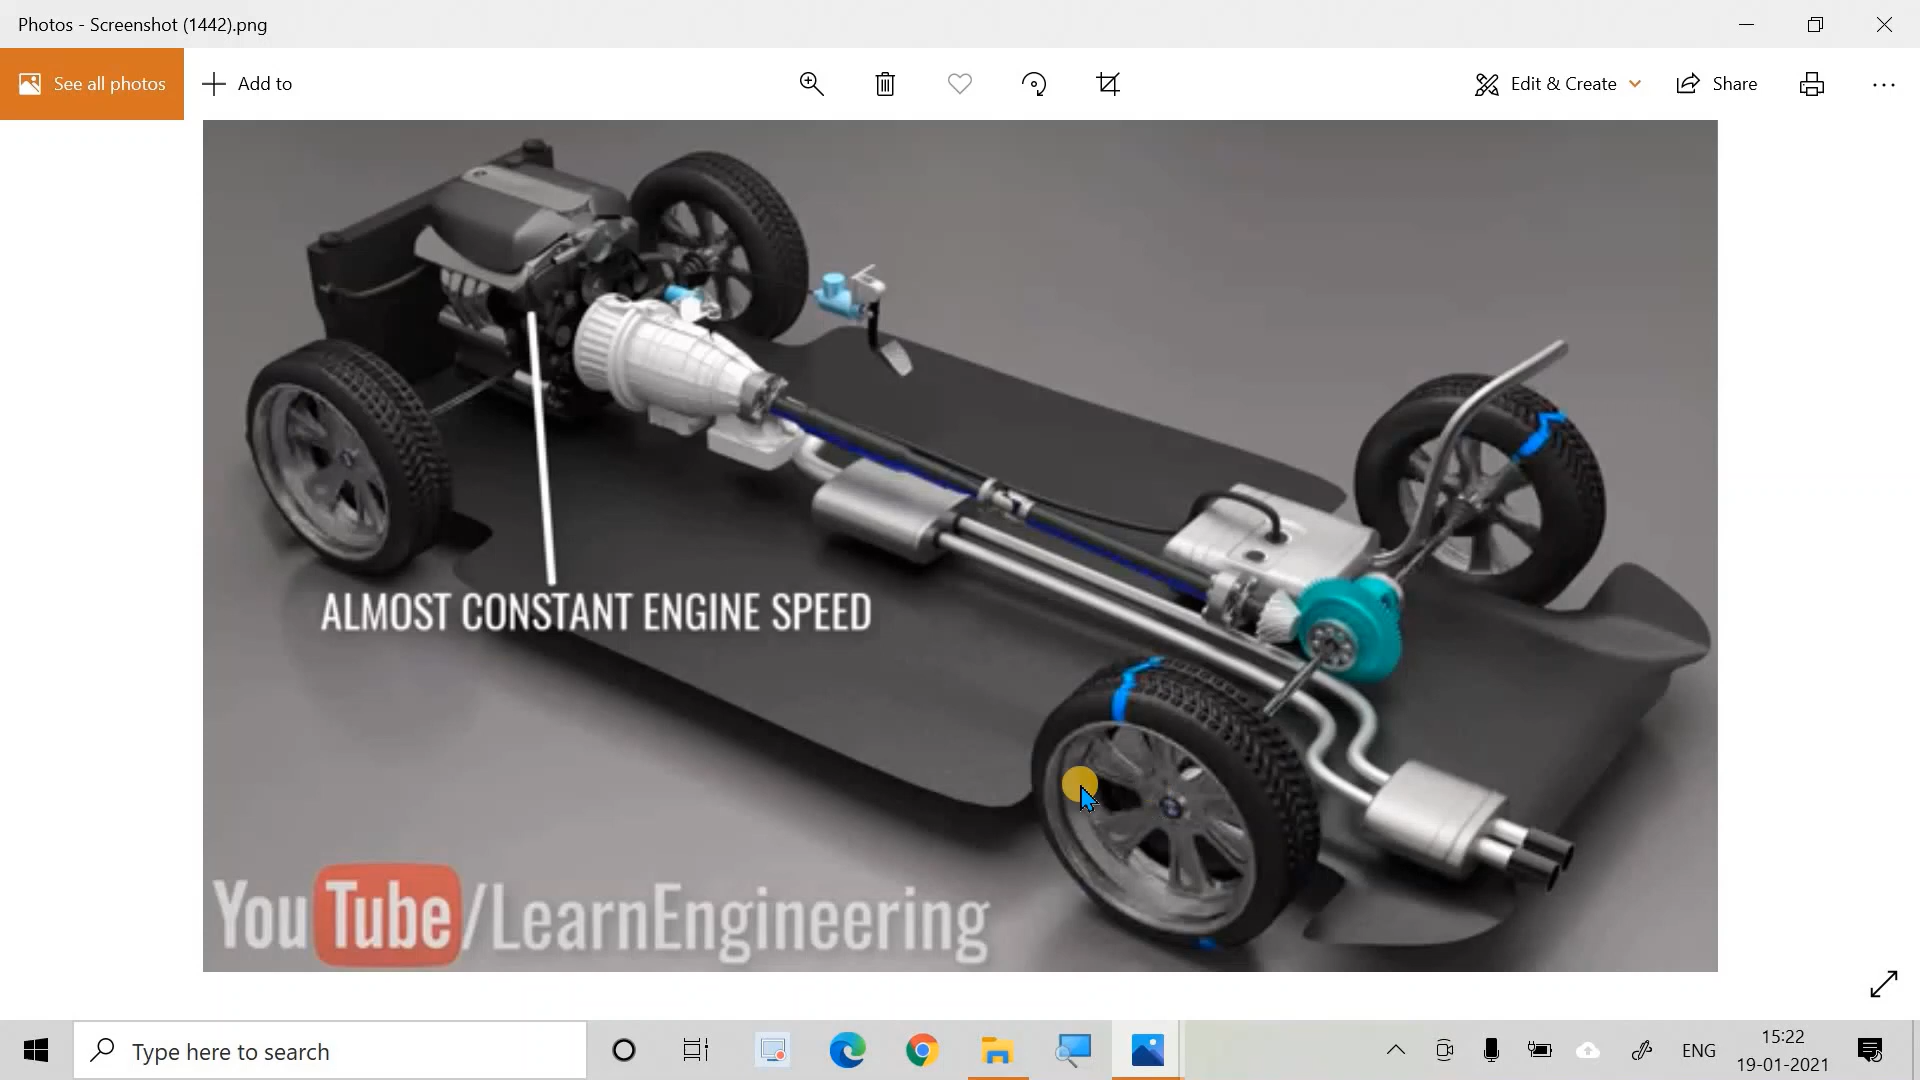 Photos - Screenshot (1442).png
See all photos
Add to
Edit & Create
Share
ALMOST CONSTANT ENGINE SPEED
YouTube/LearnEngineering
Type here to search
ENG
15:22
19-01-2021